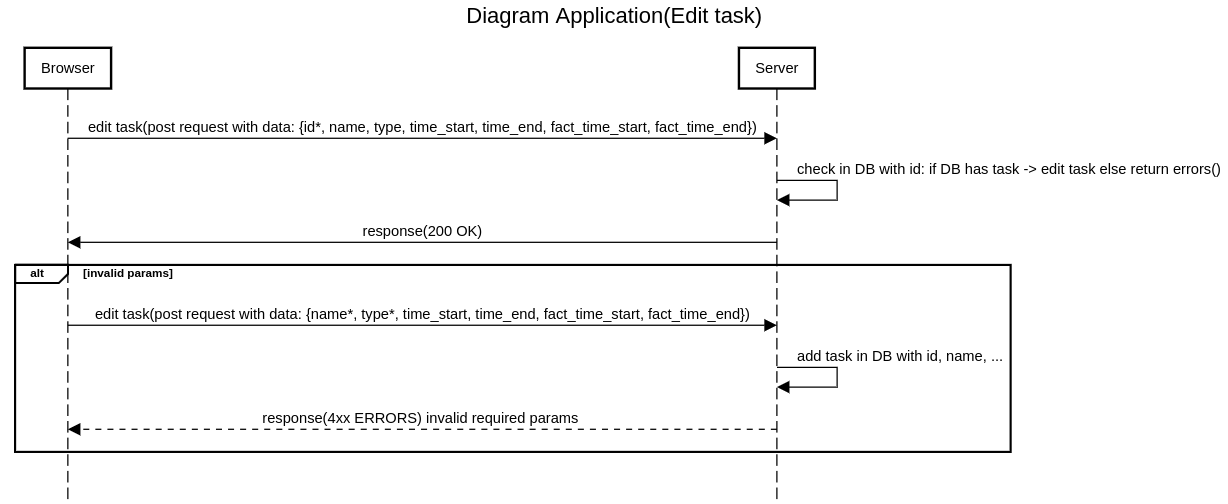 Diagram Application(Edit task)
Browser
Server
edit task(post request with data: {id*, name, type, time_start, time_end, fact_time_start, fact_time_end})
check in DB with id: if DB has task -> edit task else return errors()
response(200 OK)
alt
[invalid params]
edit task(post request with data: {name*, type*, time_start, time_end, fact_time_start, fact_time_end})
add task in DB with id, name, ...
response(4xx ERRORS) invalid required params